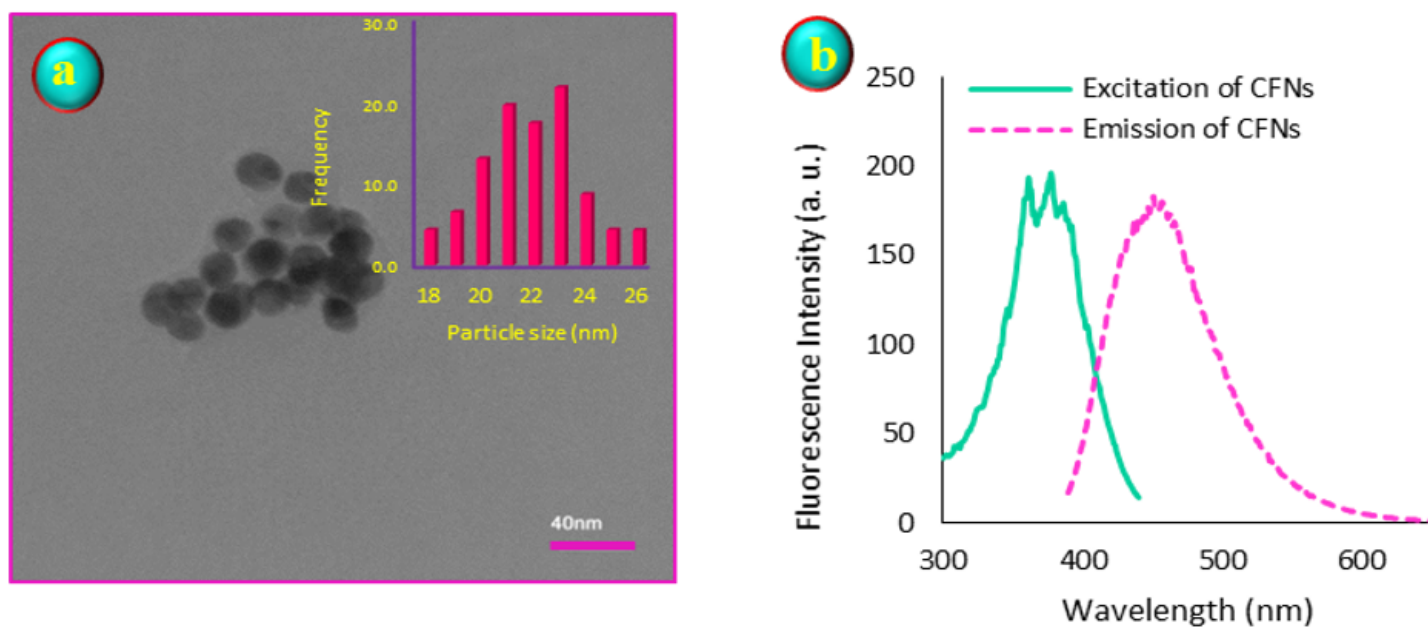 a
30.0
20.0
10.0
0.0
Frequency
18 20 22 24 26
Particle size (nm)
40nm
b
250
200
150
100
50
0
Fluorescence Intensity (a. u.)
Excitation of CFNs
Emission of CFNs
300 400 500 600
Wavelength (nm)